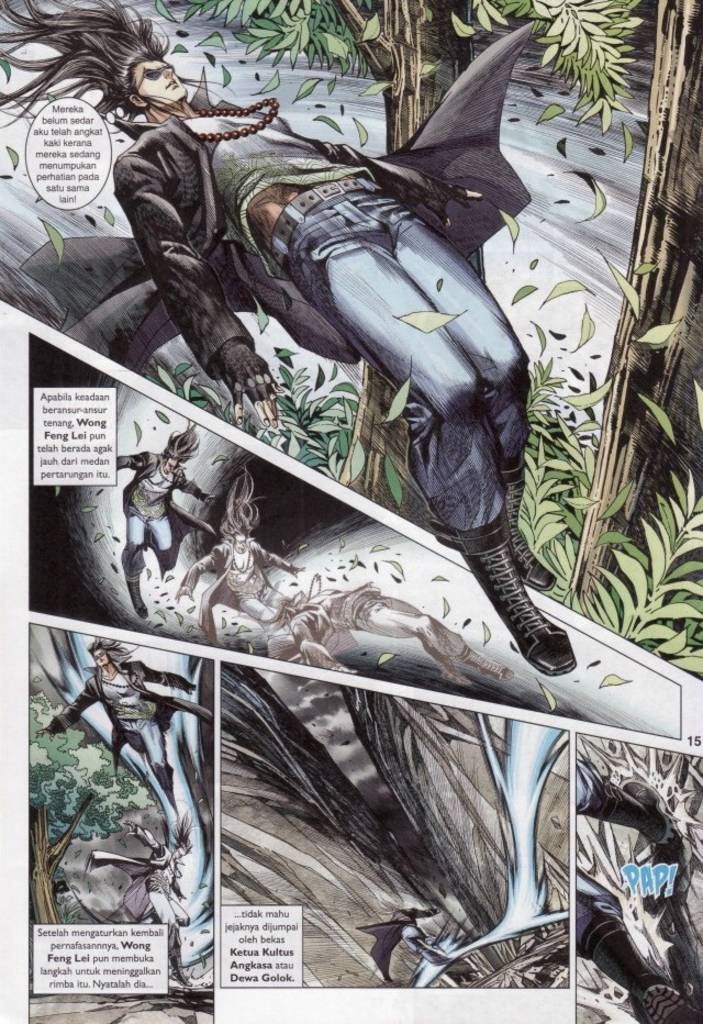 Mereka
belum sedar
aku telah angkat
kaki kerana
mereka sedang
menumpukan
perhatian pada
satu sama
lain!
Apabila keadaan
beransur-ansur
tenang, Wong
Feng Lei pun
telah berada agak
jauh dari medan
pertarungan itu.
15
Setelah mengaturkan kembali
pernafasannnya, Wong
Feng Lei pun membuka
langkah untuk meninggalkan
rimba itu. Nyatalah dia...
...tidak mahu
jejaknya dijumpai
oleh bekas
Ketua Kultus
Angkasa atau
Dewa Golok.
PAP!